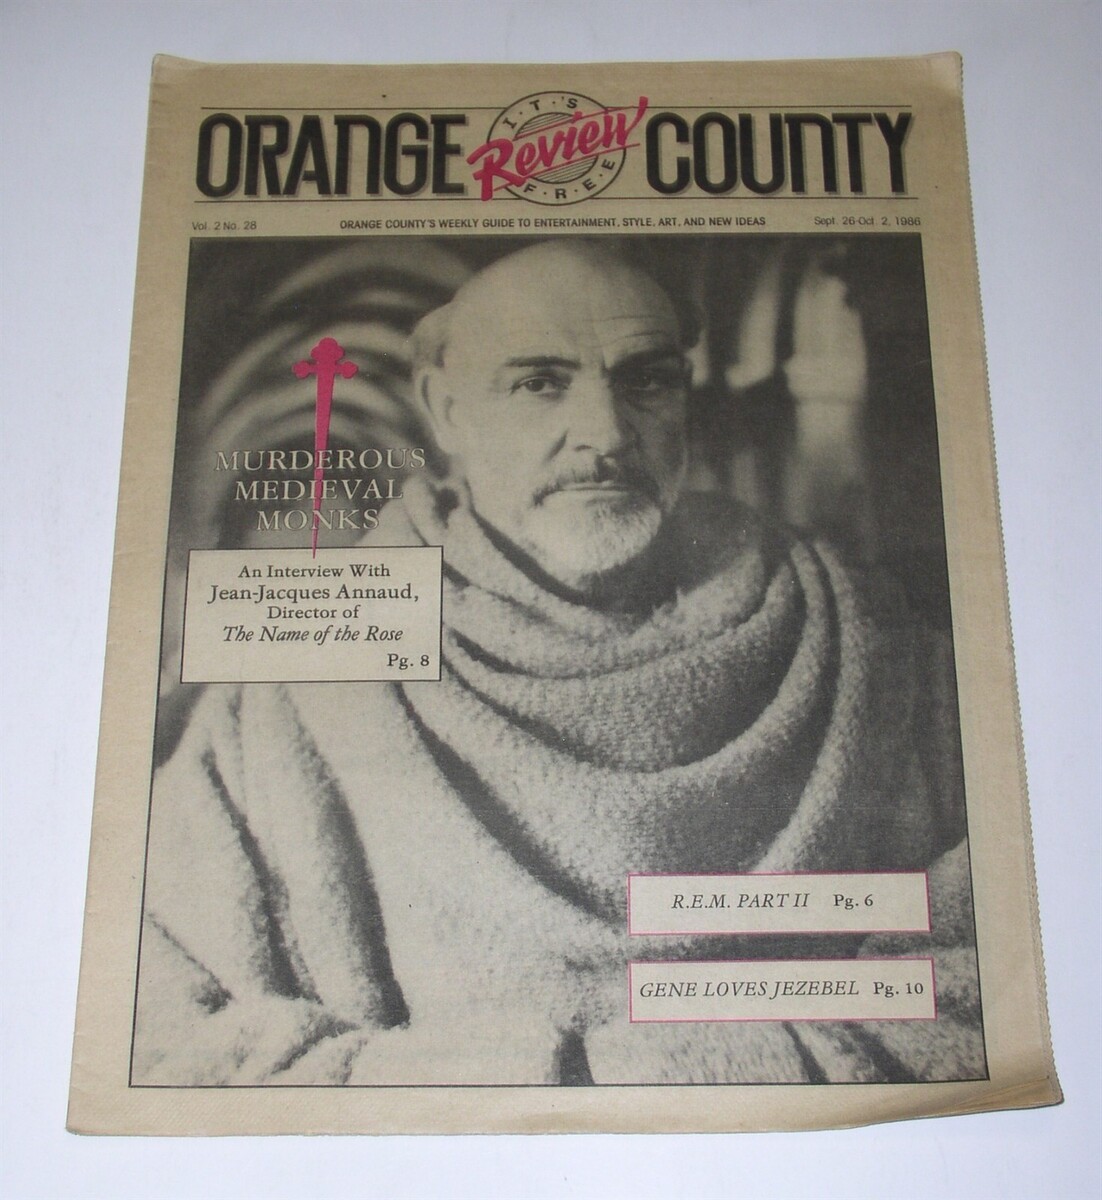 ORANGE Review COUNTY
I·T·'S
F·R·E·E
Vol. 2 No. 28
ORANGE COUNTY'S WEEKLY GUIDE TO ENTERTAINMENT, STYLE, ART, AND NEW IDEAS
Sept. 26-Oct. 2, 1986
MURDEROUS
MEDIEVAL
MONKS
An Interview With
Jean-Jacques Annaud,
Director of
The Name of the Rose
Pg. 8
R.E.M. PART II Pg. 6
GENE LOVES JEZEBEL Pg. 10